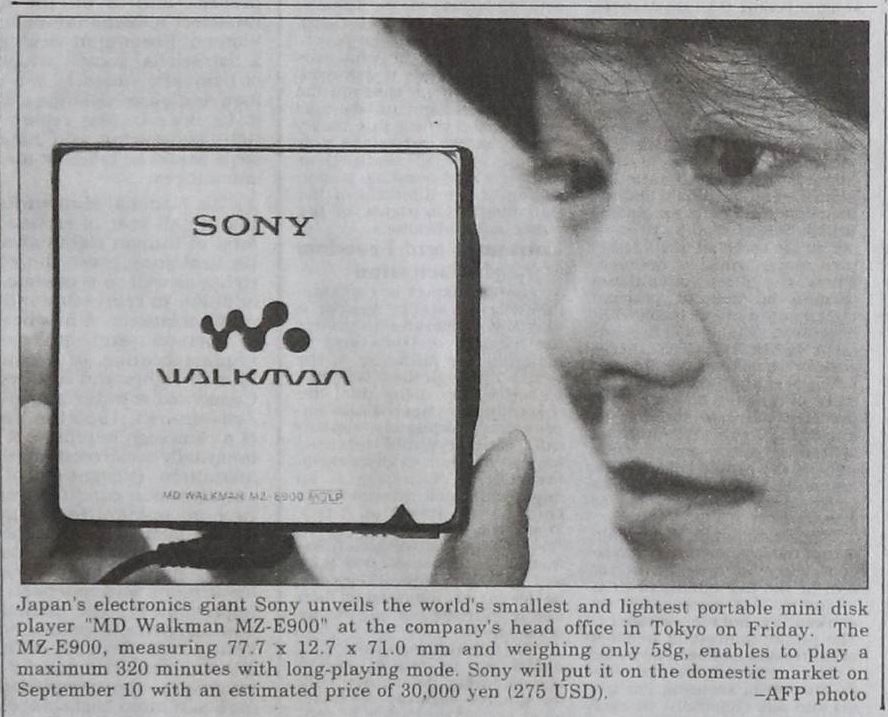 SONY
WALKMAN
MD WALKMAN MZ-E900 MDLP
Japan's electronics giant Sony unveils the world's smallest and lightest portable mini disk
player "MD Walkman MZ-E900" at the company's head office in Tokyo on Friday. The
MZ-E900, measuring 77.7 x 12.7 x 71.0 mm and weighing only 58g, enables to play a
maximum 320 minutes with long-playing mode. Sony will put it on the domestic market on
September 10 with an estimated price of 30,000 yen (275 USD). –AFP photo